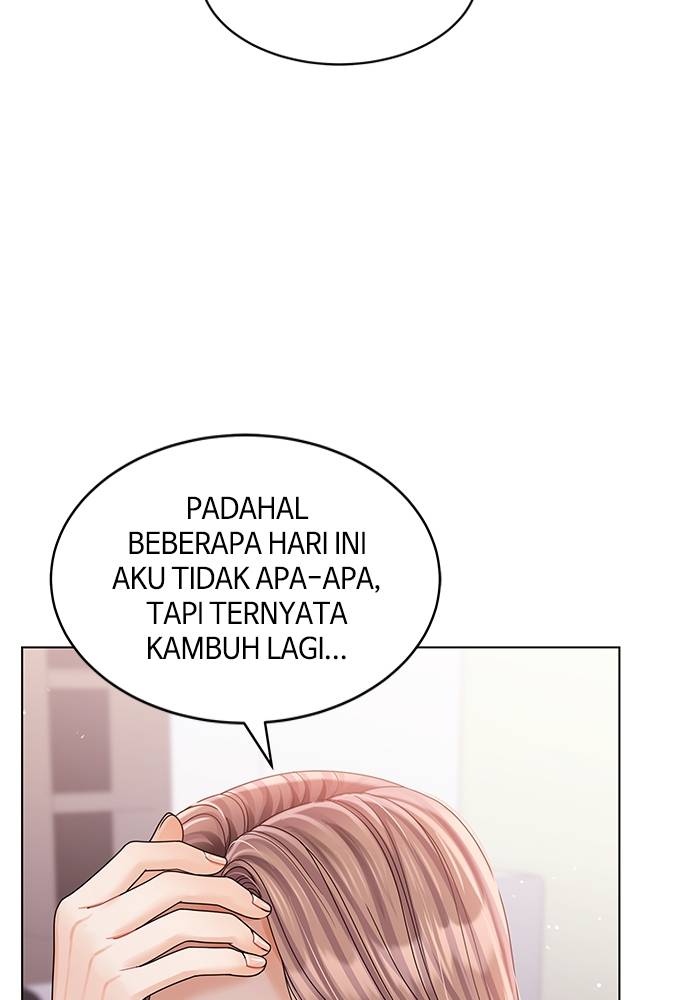 PADAHAL
BEBERAPA HARI INI
AKU TIDAK APA-APA,
TAPI TERNYATA
KAMBUH LAGI...